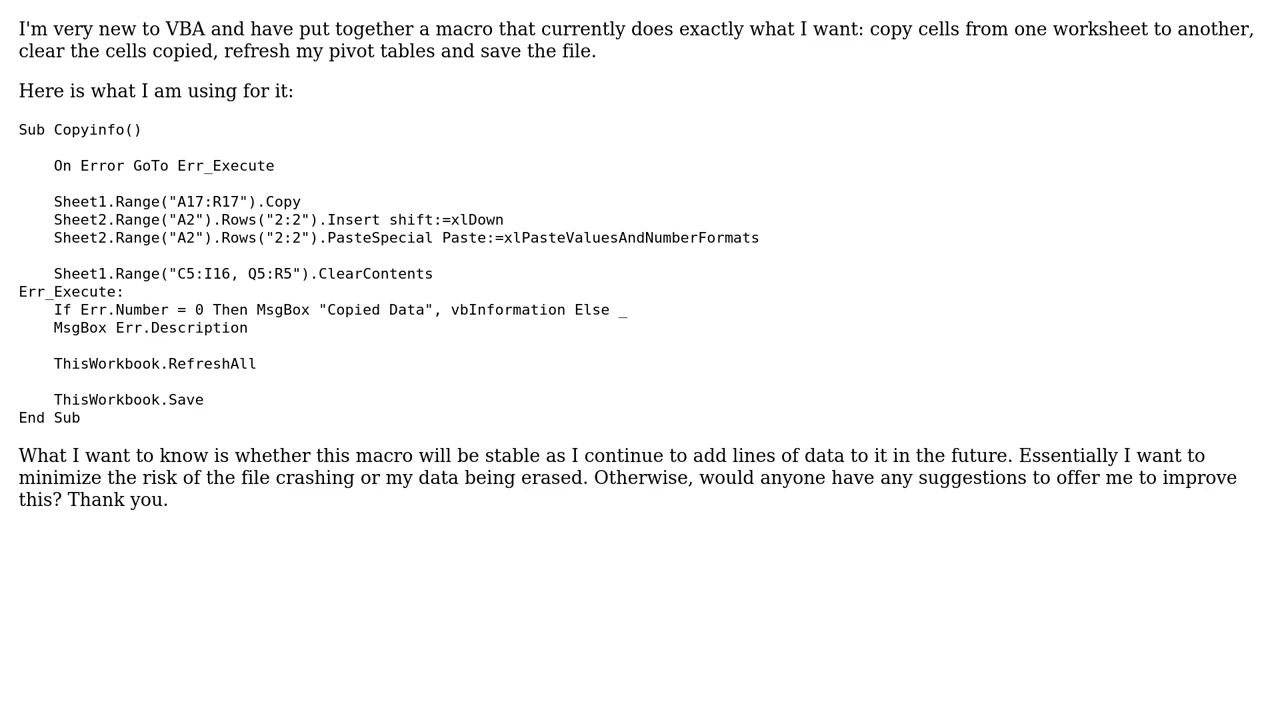 I'm very new to VBA and have put together a macro that currently does exactly what I want: copy cells from one worksheet to another,
clear the cells copied, refresh my pivot tables and save the file.
Here is what I am using for it:
Sub Copyinfo()
    On Error GoTo Err_Execute
    Sheet1.Range("A17:R17").Copy
    Sheet2.Range("A2").Rows("2:2").Insert shift:=xlDown
    Sheet2.Range("A2").Rows("2:2").PasteSpecial Paste:=xlPasteValuesAndNumberFormats
    Sheet1.Range("C5:I16, Q5:R5").ClearContents
Err_Execute:
    If Err.Number = 0 Then MsgBox "Copied Data", vbInformation Else _
    MsgBox Err.Description
    ThisWorkbook.RefreshAll
    ThisWorkbook.Save
End Sub
What I want to know is whether this macro will be stable as I continue to add lines of data to it in the future. Essentially I want to
minimize the risk of the file crashing or my data being erased. Otherwise, would anyone have any suggestions to offer me to improve
this? Thank you.